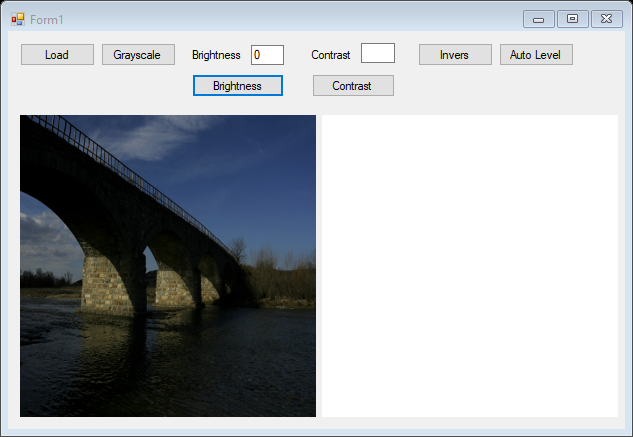 Form1
Load Grayscale Brightness 0 Contrast Invers Auto Level
Brightness Contrast